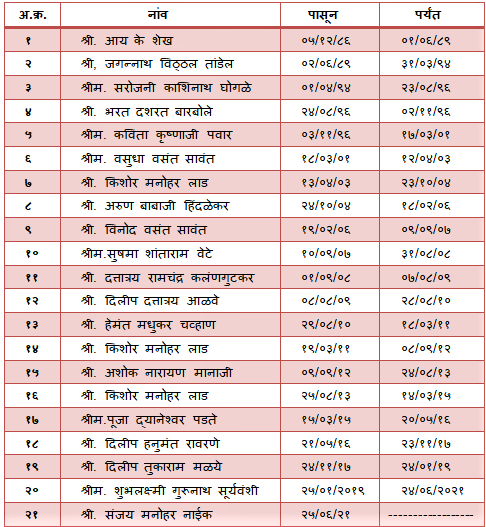 अ.क्र. नांव पासून पर्यंत
१ श्री. आय के शेख ०५/१२/८६ ०१/०६/८९
२ श्री, जगन्नाथ विठ्ठल तांडेल ०२/०६/८९ ३१/०३/९४
३ श्रीम. सरोजनी काशिनाथ घोगळे ०१/०४/९४ २३/०८/९६
४ श्री. भरत दशरत बारबोले २४/०८/९६ ०२/११/९६
५ श्रीम. कविता कृष्णाजी पवार ०३/११/९६ १७/०३/०१
६ श्रीम. वसुधा वसंत सावंत १८/०३/०१ १२/०४/०३
७ श्री. किशोर मनोहर लाड १३/०४/०३ २३/१०/०४
८ श्री. अरुण बाबाजी हिंदळेकर २४/१०/०४ १८/०२/०६
९ श्री. विनोद वसंत सावंत १९/०२/०६ ०९/०९/०७
१० श्रीम.सुषमा शांताराम वेटे १०/०९/०७ ३१/०८/०८
११ श्री. दत्तात्रय रामचंद्र कलंणगुटकर ०१/०९/०८ ०७/०८/०९
१२ श्री. दिलीप दत्तात्रय आळवे ०८/०८/०९ २८/०८/१०
१३ श्री. हेमंत मधुकर चव्हाण २९/०८/१० १८/०३/११
१४ श्री. किशोर मनोहर लाड १९/०३/११ ०८/०९/१२
१५ श्री. अशोक नारायण मानाजी ०९/०९/१२ २४/०८/१३
१६ श्री. किशोर मनोहर लाड २५/०८/१३ १४/०३/१५
१७ श्रीम.पूजा द्यानेश्वर पडते १५/०३/१५ २०/०५/१६
१८ श्री. दिलीप हनुमंत रावरणे २१/०५/१६ २३/११/१७
१९ श्री. दिलीप तुकाराम मळये २४/११/१७ २४/०१/१९
२० श्रीम. शुभलक्ष्मी गुरुनाथ सूर्यवंशी २५/०१/२०१९ २४/०६/२०२१
२१ श्री. संजय मनोहर नाईक २५/०६/२१ -----------------